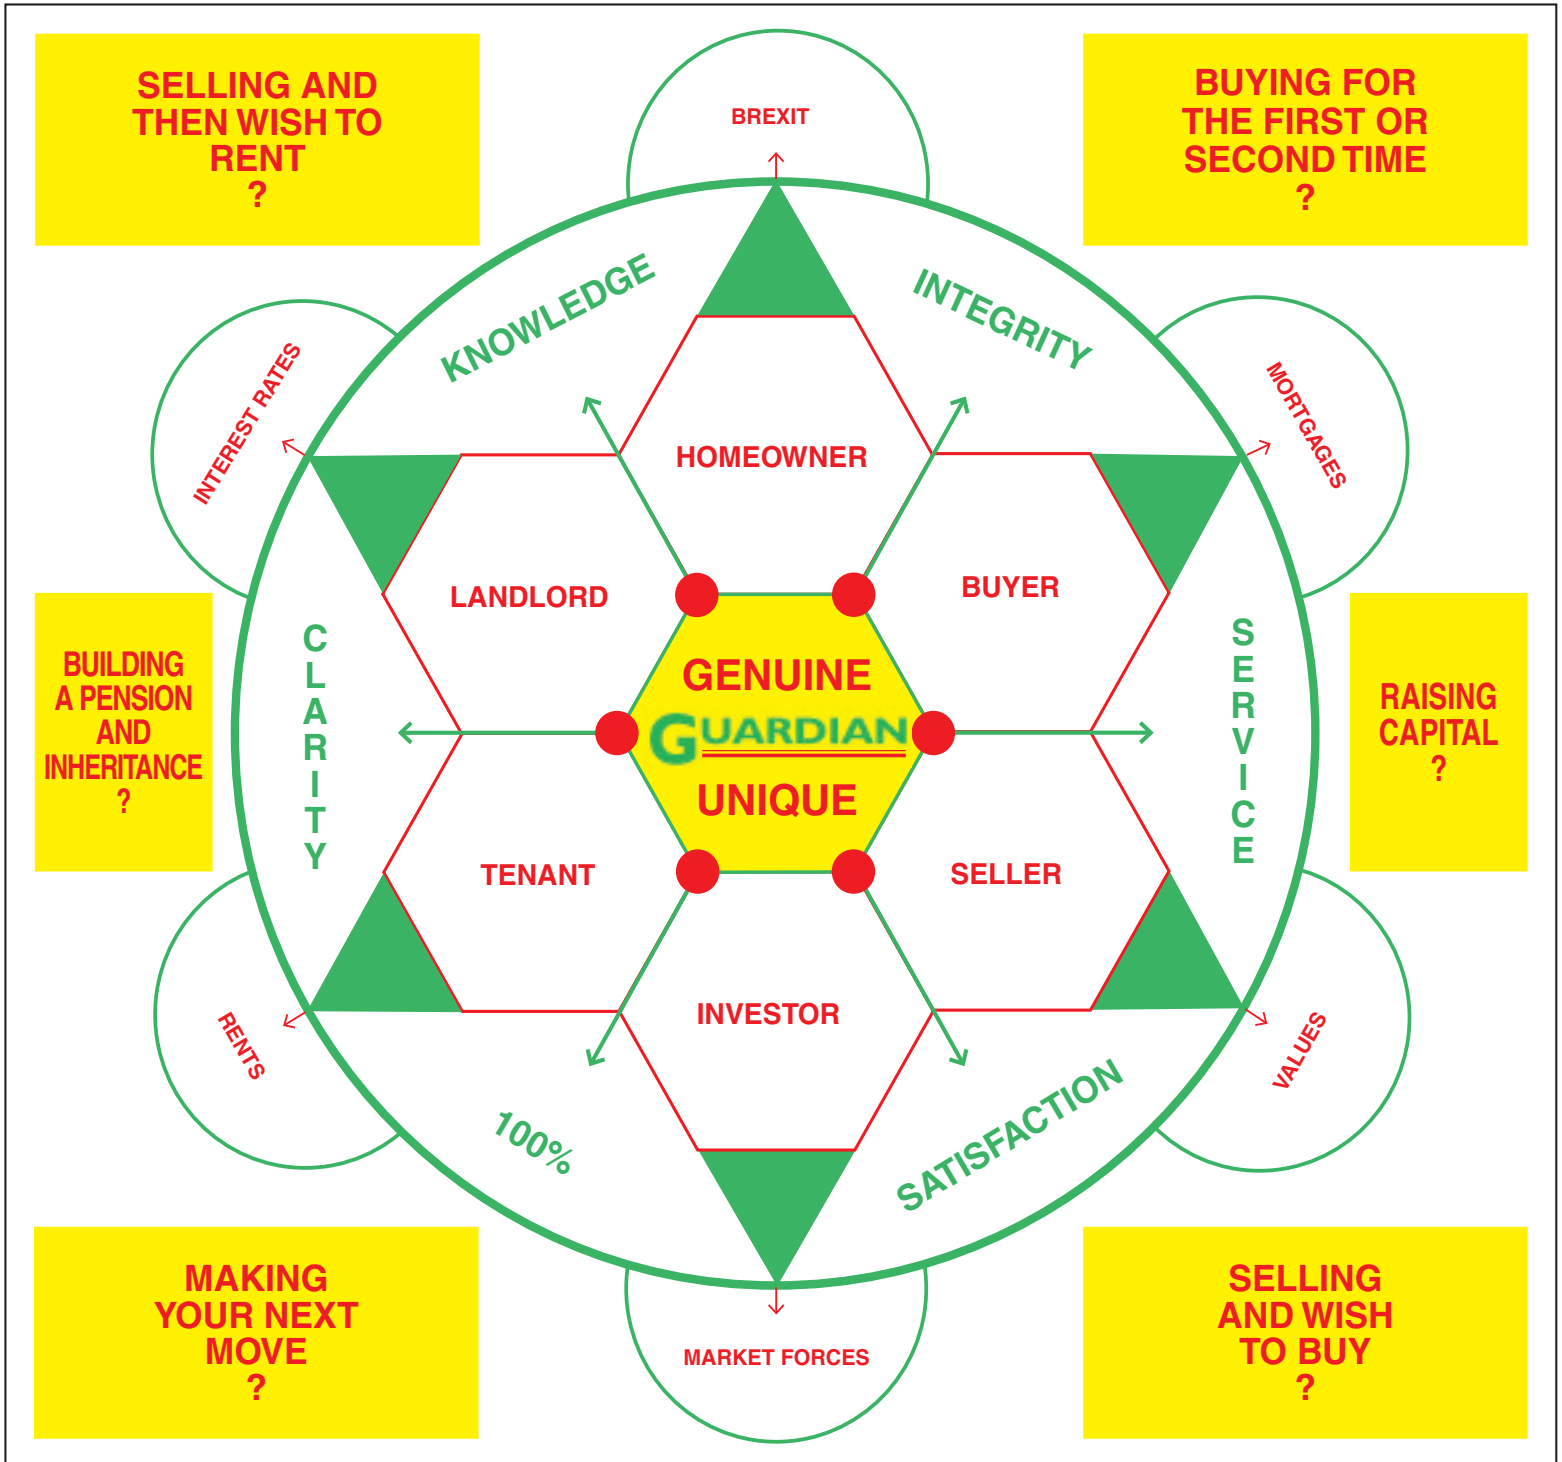 SELLING AND
THEN WISH TO
RENT
?
BREXIT
BUYING FOR
THE FIRST OR
SECOND TIME
?
KNOWLEDGE
INTEGRITY
INTEREST RATES
MORTGAGES
HOMEOWNER
LANDLORD
BUYER
CLARITY
SERVICE
BUILDING
A PENSION
AND
INHERITANCE
?
GENUINE
GUARDIAN
UNIQUE
RAISING
CAPITAL
?
TENANT
SELLER
INVESTOR
RENTS
VALUES
100%
SATISFACTION
MAKING
YOUR NEXT
MOVE
?
MARKET FORCES
SELLING
AND WISH
TO BUY
?